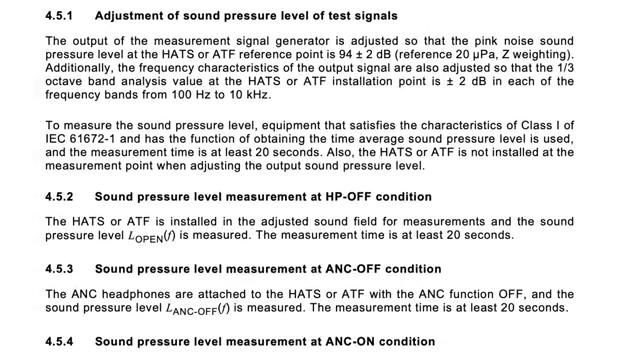 4.5.1 Adjustment of sound pressure level of test signals
The output of the measurement signal generator is adjusted so that the pink noise sound
pressure level at the HATS or ATF reference point is 94 ± 2 dB (reference 20 µPa, Z weighting).
Additionally, the frequency characteristics of the output signal are also adjusted so that the 1/3
octave band analysis value at the HATS or ATF installation point is ± 2 dB in each of the
frequency bands from 100 Hz to 10 kHz.
To measure the sound pressure level, equipment that satisfies the characteristics of Class I of
IEC 61672-1 and has the function of obtaining the time average sound pressure level is used,
and the measurement time is at least 20 seconds. Also, the HATS or ATF is not installed at the
measurement point when adjusting the output sound pressure level.
4.5.2 Sound pressure level measurement at HP-OFF condition
The HATS or ATF is installed in the adjusted sound field for measurements and the sound
pressure level LOPEN(f) is measured. The measurement time is at least 20 seconds.
4.5.3 Sound pressure level measurement at ANC-OFF condition
The ANC headphones are attached to the HATS or ATF with the ANC function OFF, and the
sound pressure level LANC-OFF(f) is measured. The measurement time is at least 20 seconds.
4.5.4 Sound pressure level measurement at ANC-ON condition